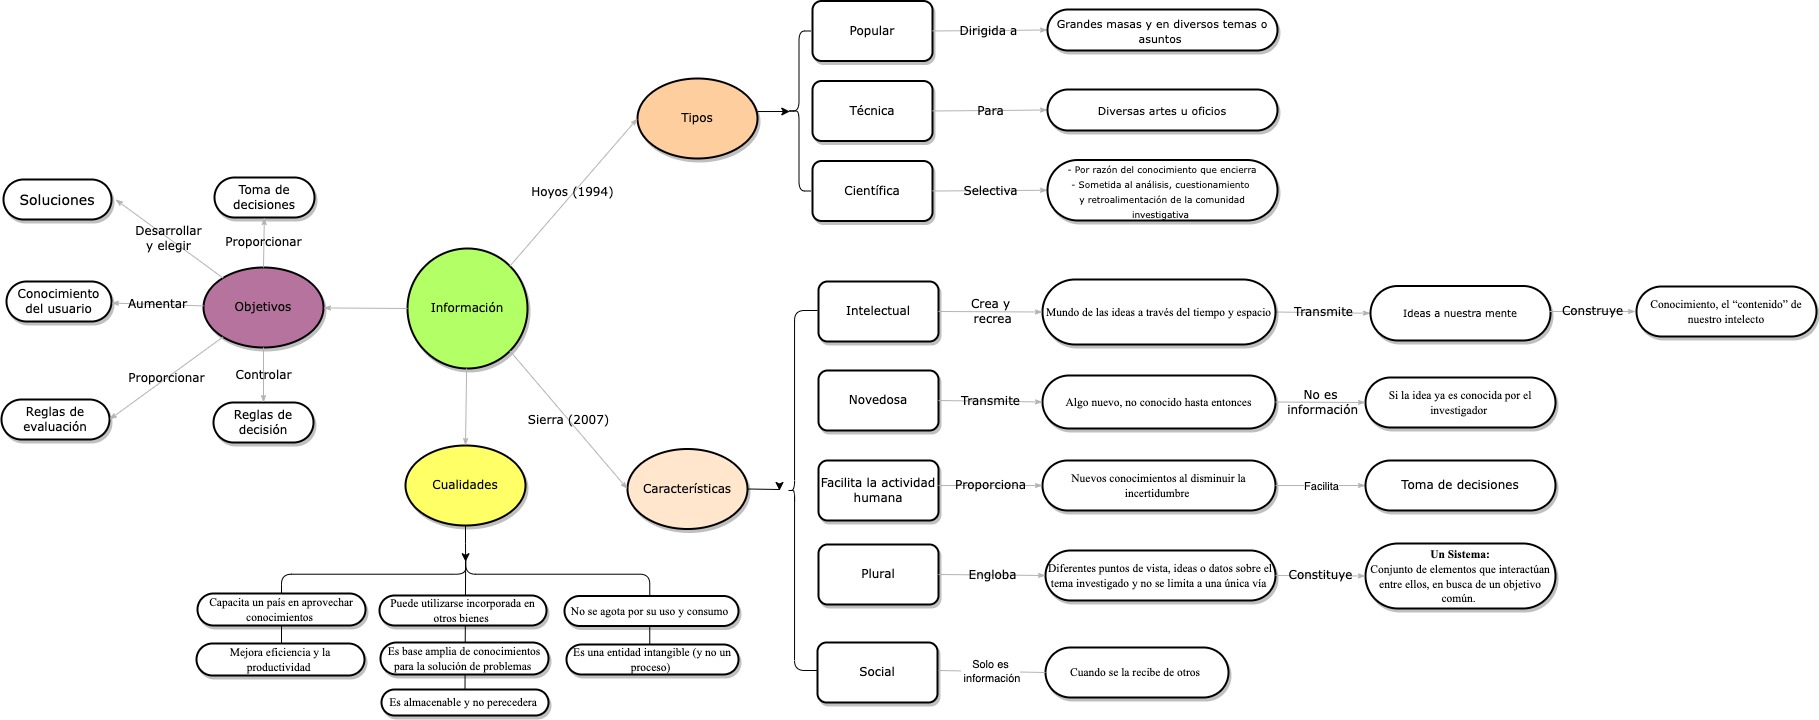 Información
Hoyos (1994)
Tipos
Popular
Dirigida a
Grandes masas y en diversos temas o
asuntos
Técnica
Para
Diversas artes u oficios
Científica
Selectiva
- Por razón del conocimiento que encierra
- Sometida al análisis, cuestionamiento
y retroalimentación de la comunidad
investigativa
Objetivos
Desarrollar
y elegir
Soluciones
Proporcionar
Toma de
decisiones
Aumentar
Conocimiento
del usuario
Proporcionar
Reglas de
evaluación
Controlar
Reglas de
decisión
Sierra (2007)
Características
Intelectual
Crea y
recrea
Mundo de las ideas a través del tiempo y espacio
Transmite
Ideas a nuestra mente
Construye
Conocimiento, el “contenido” de
nuestro intelecto
Novedosa
Transmite
Algo nuevo, no conocido hasta entonces
No es
información
Si la idea ya es conocida por el
investigador
Facilita la actividad
humana
Proporciona
Nuevos conocimientos al disminuir la
incertidumbre
Facilita
Toma de decisiones
Plural
Engloba
Diferentes puntos de vista, ideas o datos sobre el
tema investigado y no se limita a una única vía
Constituye
Un Sistema:
Conjunto de elementos que interactúan
entre ellos, en busca de un objetivo
común.
Social
Solo es
información
Cuando se la recibe de otros
Cualidades
Capacita un país en aprovechar
conocimientos
Mejora eficiencia y la
productividad
Puede utilizarse incorporada en
otros bienes
Es base amplia de conocimientos
para la solución de problemas
Es almacenable y no perecedera
No se agota por su uso y consumo
Es una entidad intangible (y no un
proceso)